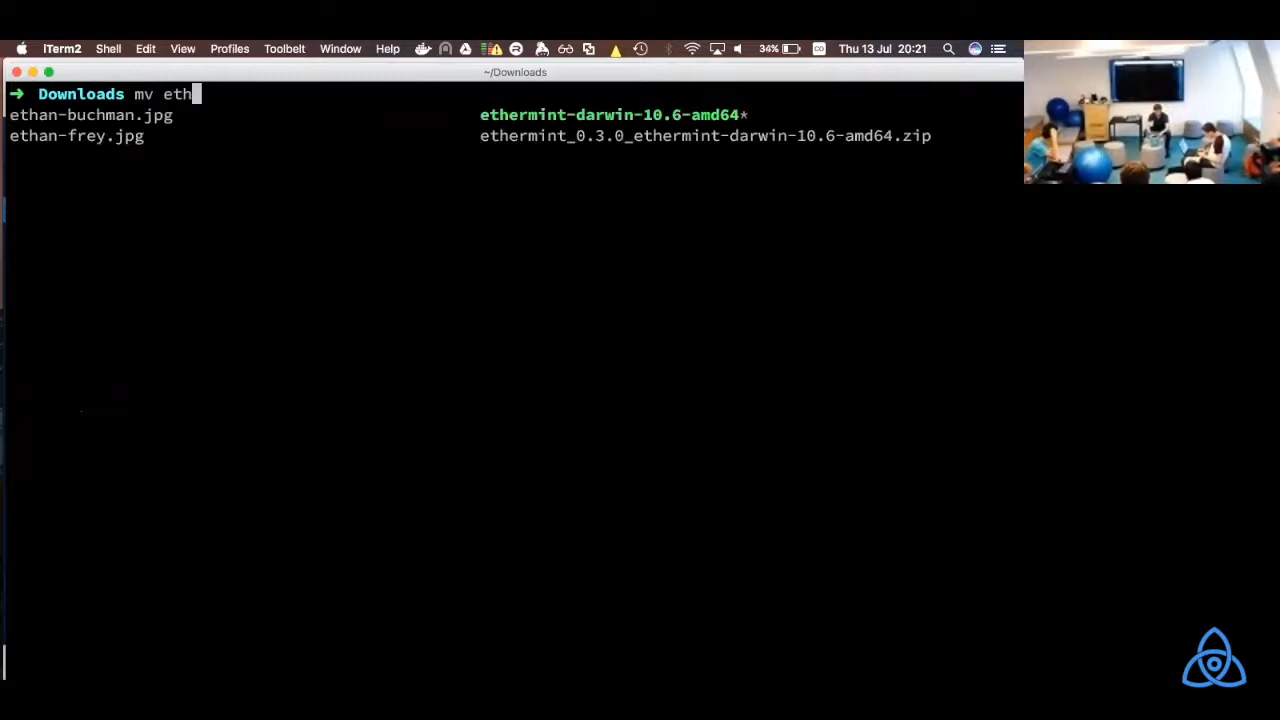 iTerm2 Shell Edit View Profiles Toolbelt Window Help 34% CO Thu 13 Jul 20:21
~/Downloads
➜ Downloads mv eth
ethan-buchman.jpg ethermint-darwin-10.6-amd64*
ethan-frey.jpg ethermint_0.3.0_ethermint-darwin-10.6-amd64.zip